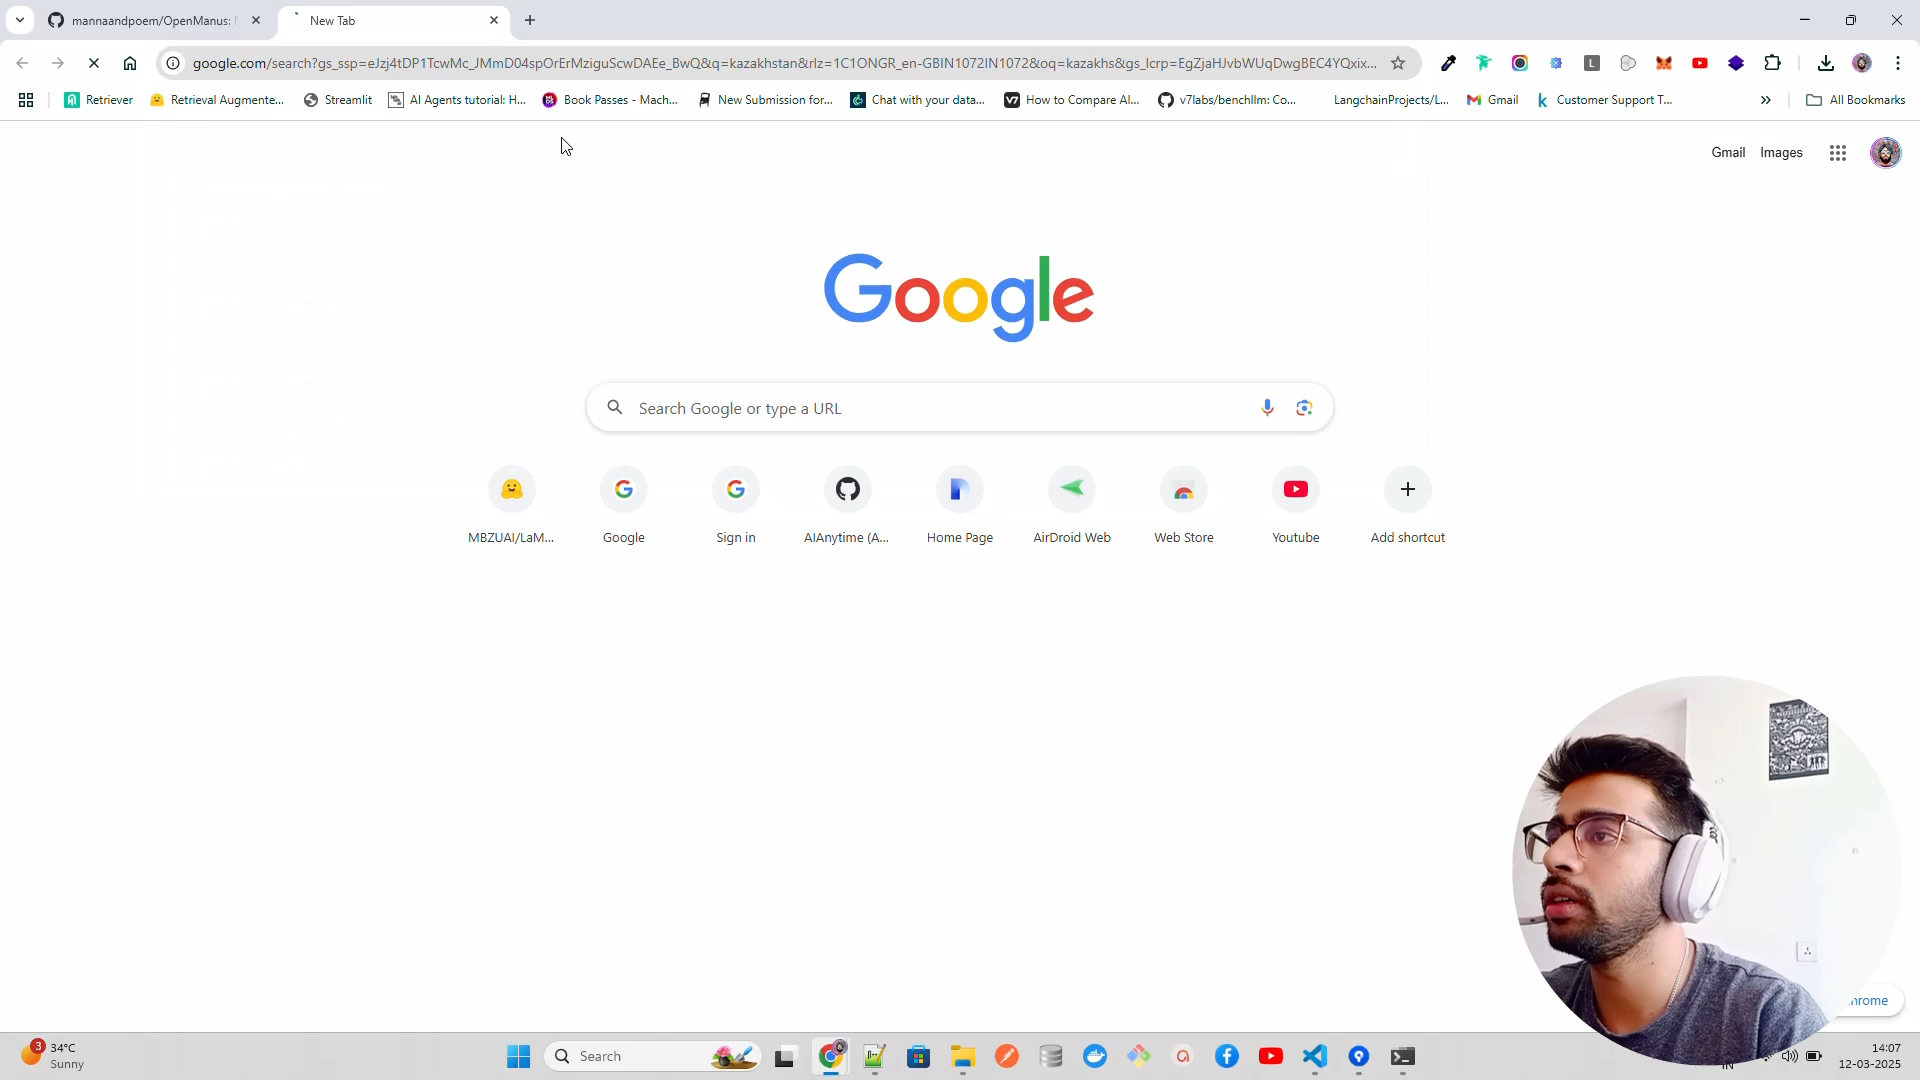 mannaandpoem/OpenManus:
New Tab
google.com/search?gs_ssp=eJzj4tDP1TcwMc_JMmD04spOrErMziguScwDAEe_BwQ&q=kazakhstan&rlz=1C1ONGR_en-GBIN1072IN1072&oq=kazakhs&gs_lcrp=EgZjaHJvbWUqDwgBEC4YQxix...
Retriever
Retrieval Augmente...
Streamlit
AI Agents tutorial: H...
Book Passes - Mach...
New Submission for...
Chat with your data...
How to Compare AI...
v7labs/benchllm: Co...
LangchainProjects/L...
Gmail
Customer Support T...
All Bookmarks
Gmail
Images
Google
Search Google or type a URL
MBZUAI/LaM...
Google
Sign in
AIAnytime (A...
Home Page
AirDroid Web
Web Store
Youtube
Add shortcut
3
34°C
Sunny
Search
IN
14:07
12-03-2025